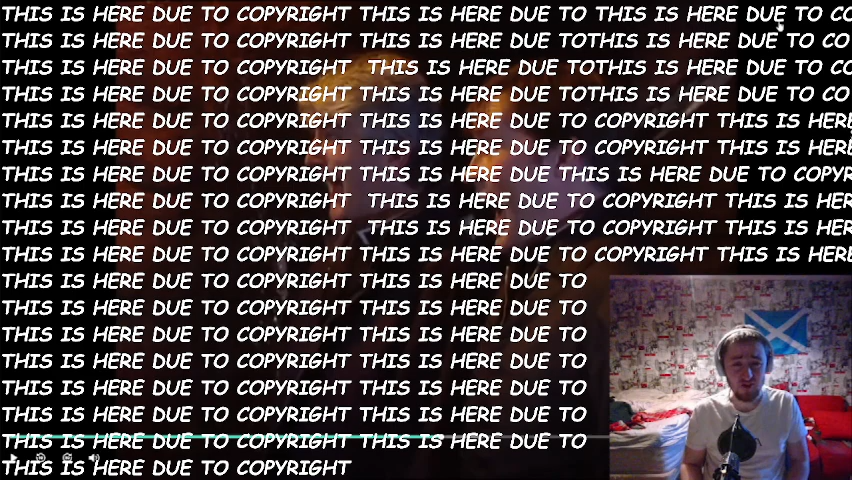 THIS IS HERE DUE TO COPYRIGHT THIS IS HERE DUE TO THIS IS HERE DUE TO CO
THIS IS HERE DUE TO COPYRIGHT THIS IS HERE DUE TOTHIS IS HERE DUE TO CO
THIS IS HERE DUE TO COPYRIGHT THIS IS HERE DUE TOTHIS IS HERE DUE TO CO
THIS IS HERE DUE TO COPYRIGHT THIS IS HERE DUE TOTHIS IS HERE DUE TO CO
THIS IS HERE DUE TO COPYRIGHT THIS IS HERE DUE TO COPYRIGHT THIS IS HERE
THIS IS HERE DUE TO COPYRIGHT THIS IS HERE DUE TO COPYRIGHT THIS IS HERE
THIS IS HERE DUE TO COPYRIGHT THIS IS HERE DUE THIS IS HERE DUE TO COPYR
THIS IS HERE DUE TO COPYRIGHT THIS IS HERE DUE TO COPYRIGHT THIS IS HER
THIS IS HERE DUE TO COPYRIGHT THIS IS HERE DUE TO COPYRIGHT THIS IS HER
THIS IS HERE DUE TO COPYRIGHT THIS IS HERE DUE TO COPYRIGHT THIS IS HERE
THIS IS HERE DUE TO COPYRIGHT THIS IS HERE DUE TO
THIS IS HERE DUE TO COPYRIGHT THIS IS HERE DUE TO
THIS IS HERE DUE TO COPYRIGHT THIS IS HERE DUE TO
THIS IS HERE DUE TO COPYRIGHT THIS IS HERE DUE TO
THIS IS HERE DUE TO COPYRIGHT THIS IS HERE DUE TO
THIS IS HERE DUE TO COPYRIGHT THIS IS HERE DUE TO
THIS IS HERE DUE TO COPYRIGHT THIS IS HERE DUE TO
THIS IS HERE DUE TO COPYRIGHT